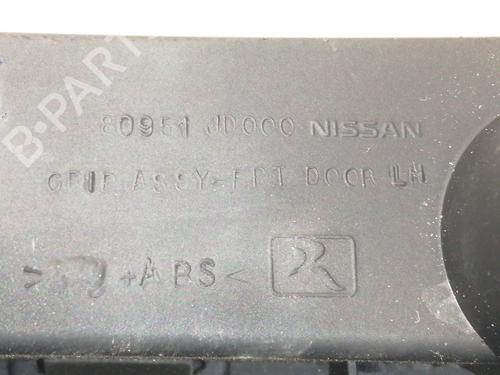 B-PARTS
80951 JD000 NISSAN
GRIP ASSY-FRT DOOR LH
+ABS<